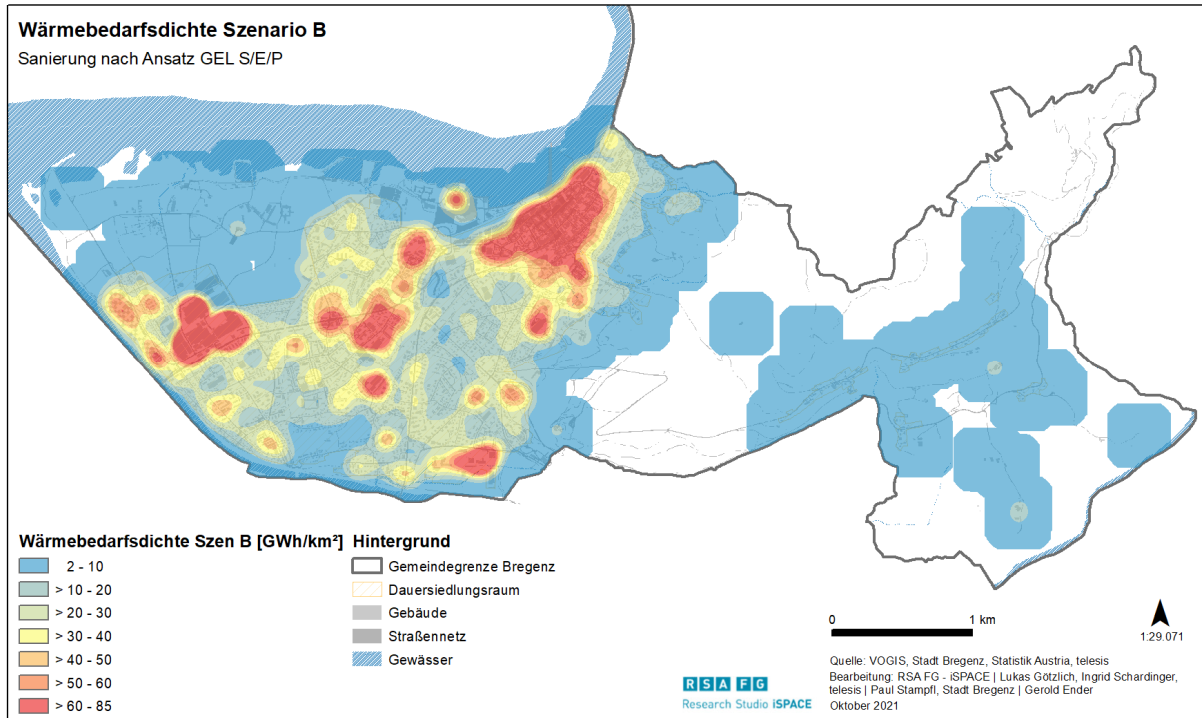 Wärmebedarfsdichte Szenario B
Sanierung nach Ansatz GEL S/E/P
Wärmebedarfsdichte Szen B [GWh/km²]
2 - 10
> 10 - 20
> 20 - 30
> 30 - 40
> 40 - 50
> 50 - 60
> 60 - 85
Hintergrund
Gemeindegrenze Bregenz
Dauersiedlungsraum
Gebäude
Straßennetz
Gewässer
0 1 km
1:29.071
RSA FG
Research Studio iSPACE
Quelle: VOGIS, Stadt Bregenz, Statistik Austria, telesis
Bearbeitung: RSA FG - iSPACE | Lukas Götzlich, Ingrid Schardinger,
telesis | Paul Stampfl, Stadt Bregenz | Gerold Ender
Oktober 2021